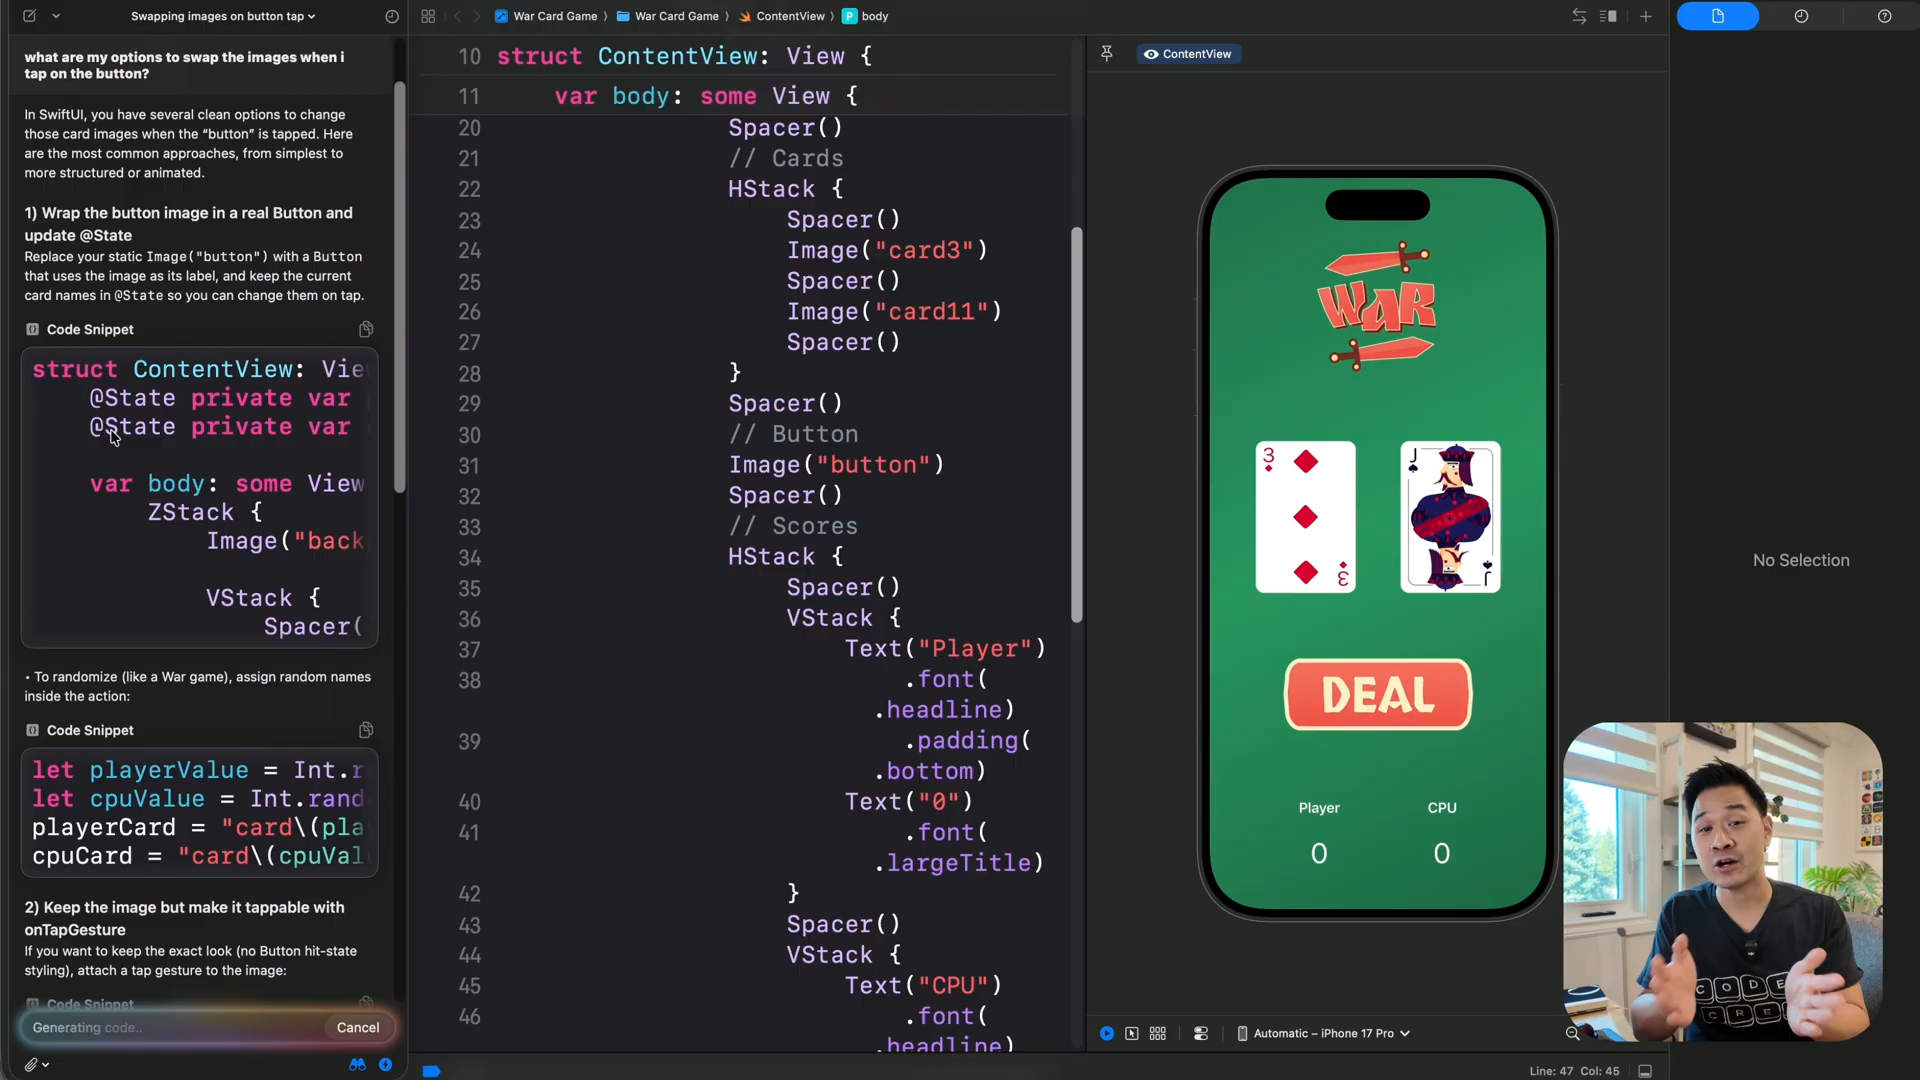 Swapping images on button tap
what are my options to swap the images when i
tap on the button?
In SwiftUI, you have several clean options to change
those card images when the “button” is tapped. Here
are the most common approaches, from simplest to
more structured or animated.
1) Wrap the button image in a real Button and
update @State
Replace your static Image("button") with a Button
that uses the image as its label, and keep the current
card names in @State so you can change them on tap.
Code Snippet
struct ContentView: Vie
@State private var
@State private var
var body: some View
ZStack {
Image("back
VStack {
Spacer(
• To randomize (like a War game), assign random names
inside the action:
Code Snippet
let playerValue = Int.r
let cpuValue = Int.rand
playerCard = "card\(pla
cpuCard = "card\(cpuVal
2) Keep the image but make it tappable with
onTapGesture
If you want to keep the exact look (no Button hit-state
styling), attach a tap gesture to the image:
Code Snippet
Generating code..
Cancel
War Card Game 〉 War Card Game 〉 ContentView 〉 P body
10 struct ContentView: View {
11 var body: some View {
20 Spacer()
21 // Cards
22 HStack {
23 Spacer()
24 Image("card3")
25 Spacer()
26 Image("card11")
27 Spacer()
28 }
29 Spacer()
30 // Button
31 Image("button")
32 Spacer()
33 // Scores
34 HStack {
35 Spacer()
36 VStack {
37 Text("Player")
38 .font(
.headline)
39 .padding(
.bottom)
40 Text("0")
41 .font(
.largeTitle)
42 }
43 Spacer()
44 VStack {
45 Text("CPU")
46 .font(
.headline)
ContentView
WAR
3
3
J
J
DEAL
Player CPU
0 0
Automatic – iPhone 17 Pro
No Selection
CODE
CRE
Line: 47 Col: 45